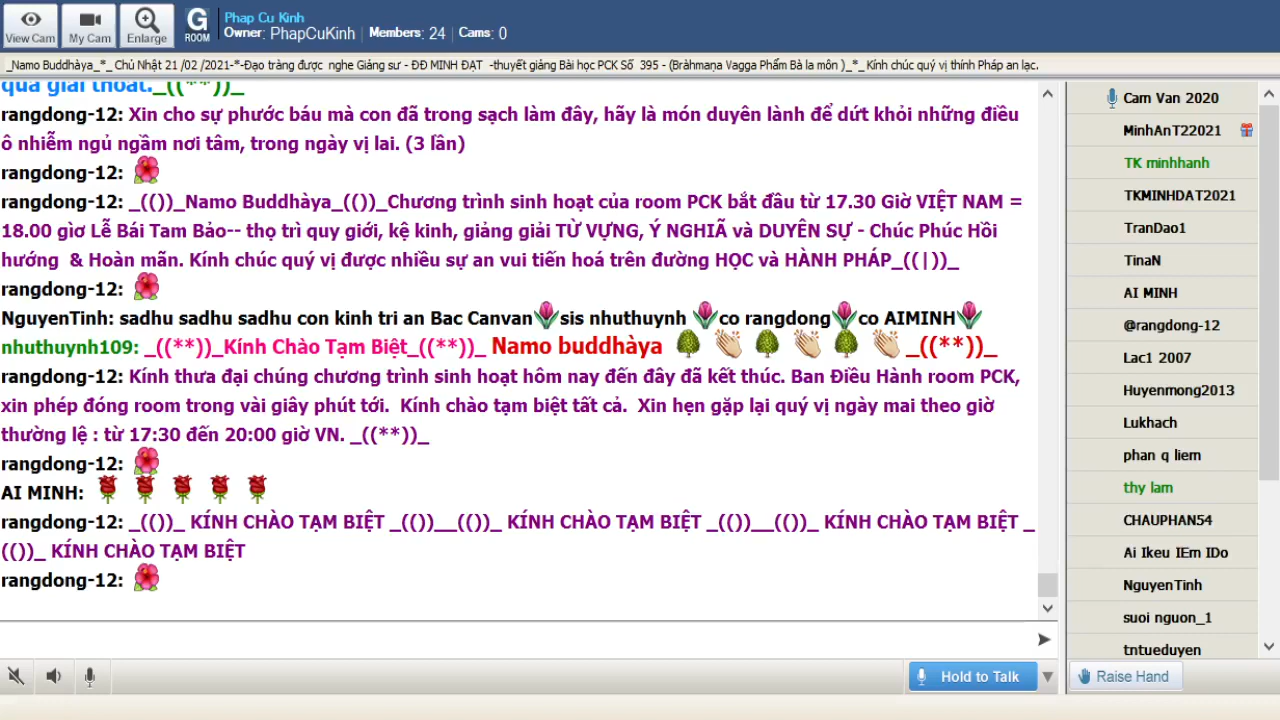 View Cam
My Cam
Enlarge
G
ROOM
Phap Cu Kinh
Owner: PhapCuKinh | Members: 24 | Cams: 0
_Namo Buddhàya_*_ Chủ Nhật 21 /02 /2021-*-Đạo tràng được nghe Giảng sư - ĐĐ MINH ĐẠT -thuyết giảng Bài học PCK Số 395 - (Bràhmaṇa Vagga Phẩm Bà la môn )_*_ Kính chúc quý vị thính Pháp an lạc.
quả giải thoát._((**))_
rangdong-12: Xin cho sự phước báu mà con đã trong sạch làm đây, hãy là món duyên lành để dứt khỏi những điều
ô nhiễm ngủ ngầm nơi tâm, trong ngày vị lai. (3 lần)
rangdong-12:
rangdong-12: _(())_Namo Buddhàya_(())_Chương trình sinh hoạt của room PCK bắt đầu từ 17.30 Giờ VIỆT NAM =
18.00 giờ Lễ Bái Tam Bảo-- thọ trì quy giới, kệ kinh, giảng giải TỪ VỰNG, Ý NGHIÃ và DUYÊN SỰ - Chúc Phúc Hồi
hướng & Hoàn mãn. Kính chúc quý vị được nhiều sự an vui tiến hoá trên đường HỌC và HÀNH PHÁP_((|))_
rangdong-12:
NguyenTinh: sadhu sadhu sadhu con kinh tri an Bac Canvan sis nhuthuynh co rangdong co AIMINH
nhuthuynh109: _((**))_Kính Chào Tạm Biệt_((**))_ Namo buddhàya _((**))_
rangdong-12: Kính thưa đại chúng chương trình sinh hoạt hôm nay đến đây đã kết thúc. Ban Điều Hành room PCK,
xin phép đóng room trong vài giây phút tới. Kính chào tạm biệt tất cả. Xin hẹn gặp lại quý vị ngày mai theo giờ
thường lệ : từ 17:30 đến 20:00 giờ VN. _((**))_
rangdong-12:
AI MINH:
rangdong-12: _(())_ KÍNH CHÀO TẠM BIỆT _(())__(())_ KÍNH CHÀO TẠM BIỆT _(())__(())_ KÍNH CHÀO TẠM BIỆT _
(())_ KÍNH CHÀO TẠM BIỆT
rangdong-12:
Hold to Talk
Cam Van 2020
MinhAnT22021
TK minhhanh
TKMINHDAT2021
TranDao1
TinaN
AI MINH
@rangdong-12
Lac1 2007
Huyenmong2013
Lukhach
phan q liem
thy lam
CHAUPHAN54
Ai Ikeu IEm IDo
NguyenTinh
suoi nguon_1
tntueduyen
Raise Hand